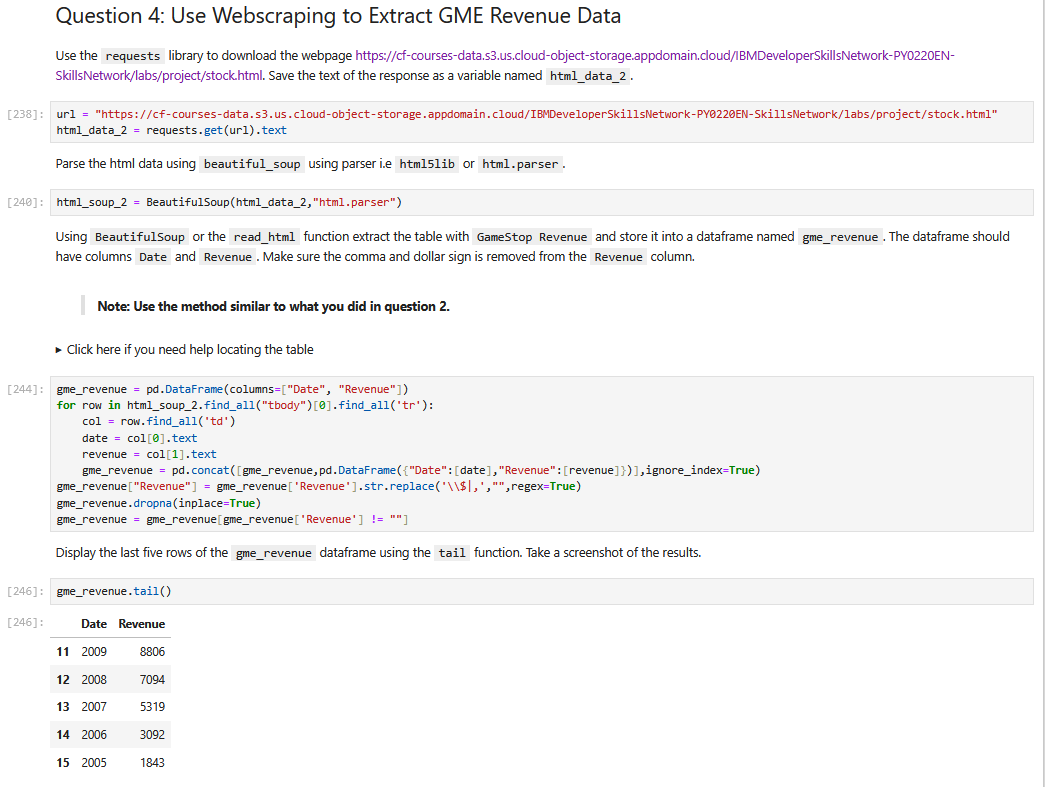 Question 4: Use Webscraping to Extract GME Revenue Data
Use the requests library to download the webpage https://cf-courses-data.s3.us.cloud-object-storage.appdomain.cloud/IBMDeveloperSkillsNetwork-PY0220EN-
SkillsNetwork/labs/project/stock.html. Save the text of the response as a variable named html_data_2.
[238]: url = "https://cf-courses-data.s3.us.cloud-object-storage.appdomain.cloud/IBMDeveloperSkillsNetwork-PY0220EN-SkillsNetwork/labs/project/stock.html"
html_data_2 = requests.get(url).text
Parse the html data using beautiful_soup using parser i.e html5lib or html.parser.
[240]: html_soup_2 = BeautifulSoup(html_data_2,"html.parser")
Using BeautifulSoup or the read_html function extract the table with GameStop Revenue and store it into a dataframe named gme_revenue. The dataframe should
have columns Date and Revenue. Make sure the comma and dollar sign is removed from the Revenue column.
Note: Use the method similar to what you did in question 2.
▸ Click here if you need help locating the table
[244]: gme_revenue = pd.DataFrame(columns=["Date", "Revenue"])
for row in html_soup_2.find_all("tbody")[0].find_all('tr'):
    col = row.find_all('td')
    date = col[0].text
    revenue = col[1].text
    gme_revenue = pd.concat([gme_revenue,pd.DataFrame({"Date":[date],"Revenue":[revenue]})],ignore_index=True)
gme_revenue["Revenue"] = gme_revenue['Revenue'].str.replace('\\$|,',"",regex=True)
gme_revenue.dropna(inplace=True)
gme_revenue = gme_revenue[gme_revenue['Revenue'] != ""]
Display the last five rows of the gme_revenue dataframe using the tail function. Take a screenshot of the results.
[246]: gme_revenue.tail()
[246]: Date Revenue
11 2009 8806
12 2008 7094
13 2007 5319
14 2006 3092
15 2005 1843